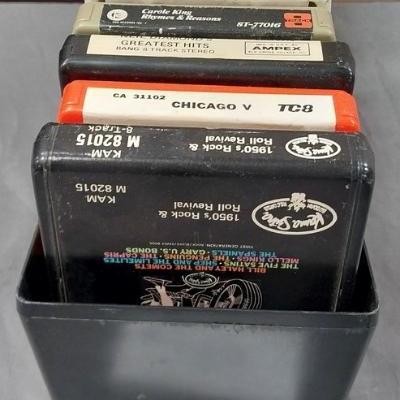 Carole King
Rhymes & Reasons
ST-77016
8
TRACK
GREATEST HITS
BANG 8 TRACK STEREO
AMPEX
CA 31102
CHICAGO V
TC8
KAM
M 82015
8-Track
1950's Rock &
Roll Revival
KAM
M 82015
1950's Rock &
Roll Revival
BILL HALEY AND THE COMETS
THE FIVE SATINS • THE PENGUINS
SHEP AND THE LIMELITES
MELLO KINGS • THE CAPRIS
THE SPANIELS • GARY U.S. BONDS